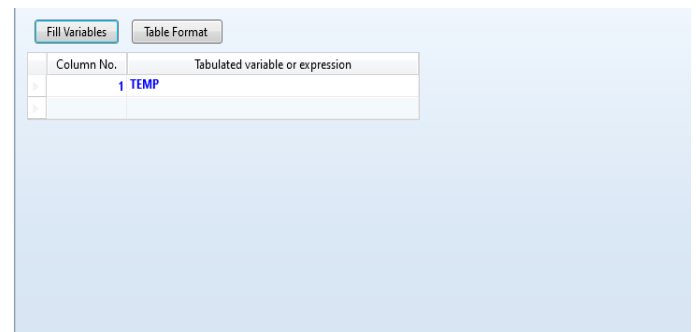 Fill Variables Table Format
Column No. Tabulated variable or expression
1 TEMP